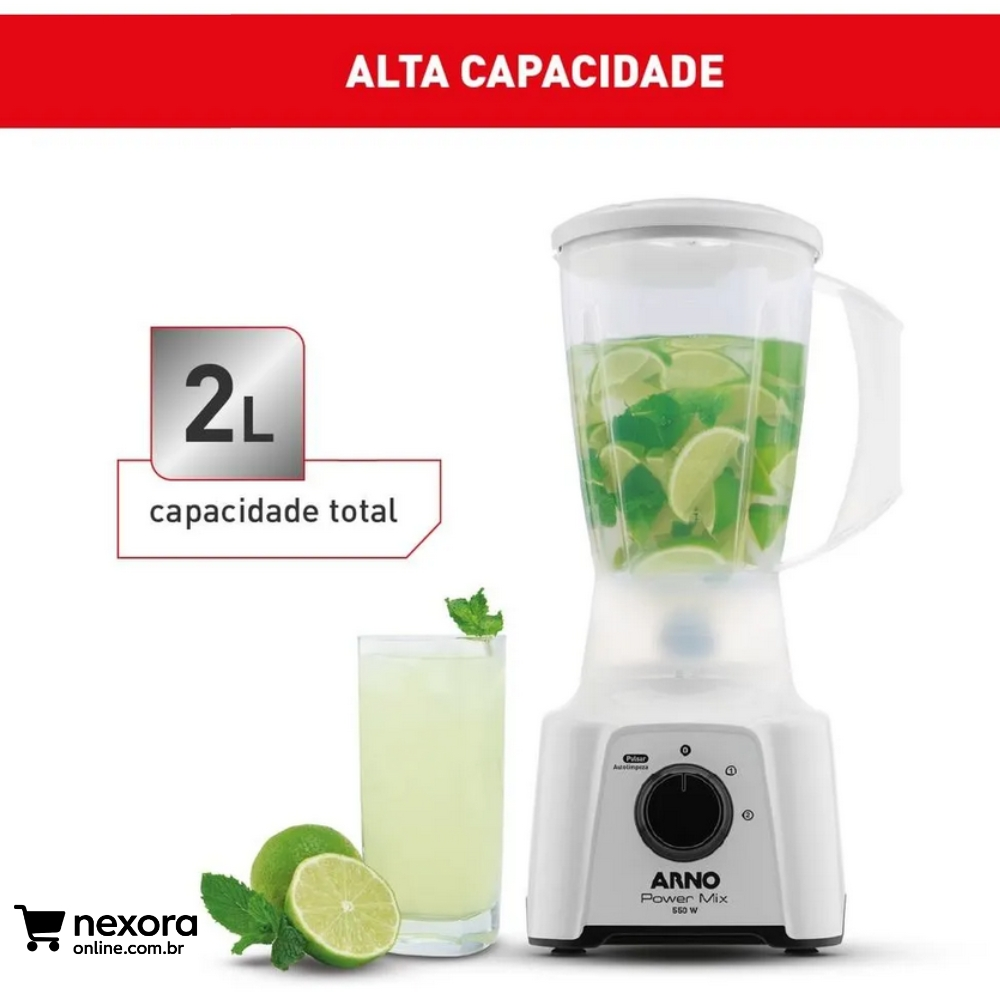 ALTA CAPACIDADE
2L
capacidade total
0
Pulsar
Autolimpeza
1
2
ARNO
Power Mix
550 W
nexora
online.com.br